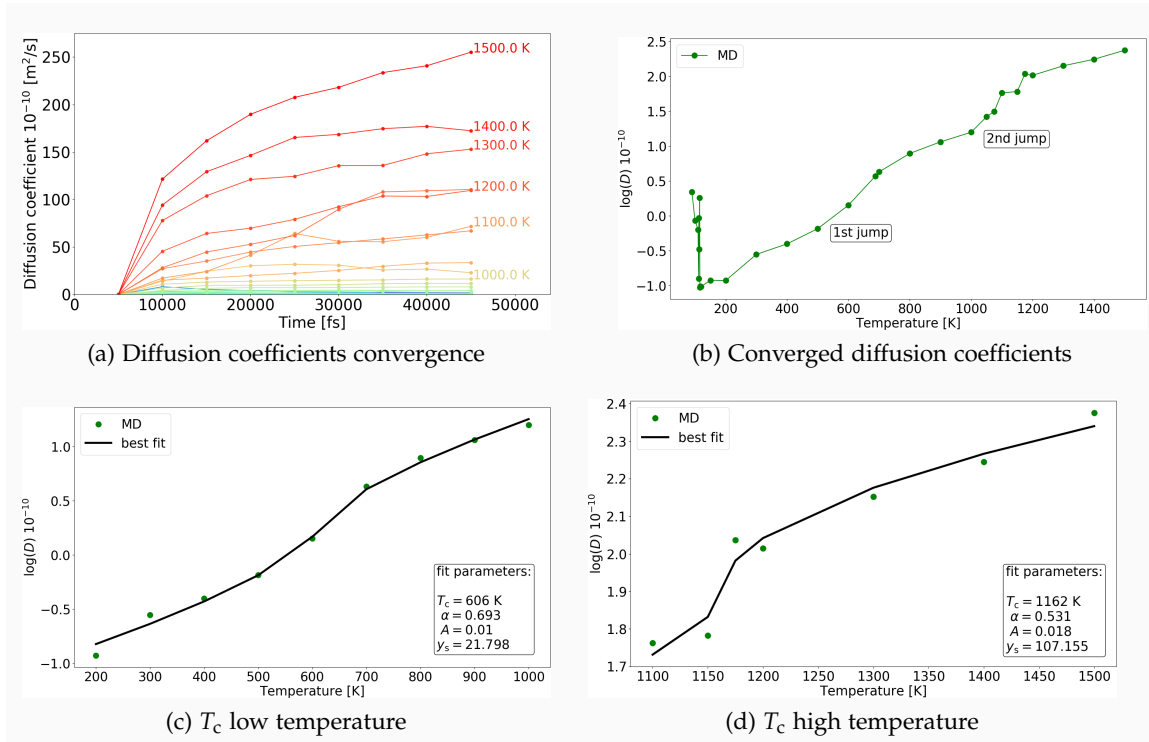 Diffusion coefficient 10⁻¹⁰ [m²/s]
250
200
150
100
50
0
1500.0 K
1400.0 K
1300.0 K
1200.0 K
1100.0 K
1000.0 K
0 10000 20000 30000 40000 50000
Time [fs]
(a) Diffusion coefficients convergence
log(D) 10⁻¹⁰
2.5
2.0
1.5
1.0
0.5
0.0
−0.5
−1.0
MD
2nd jump
1st jump
200 400 600 800 1000 1200 1400
Temperature [K]
(b) Converged diffusion coefficients
log(D) 10⁻¹⁰
1.0
0.5
0.0
−0.5
−1.0
MD
best fit
fit parameters:
T_c = 606 K
α = 0.693
A = 0.01
y_s = 21.798
200 300 400 500 600 700 800 900 1000
Temperature [K]
(c) T_c low temperature
log(D) 10⁻¹⁰
2.4
2.3
2.2
2.1
2.0
1.9
1.8
1.7
MD
best fit
fit parameters:
T_c = 1162 K
α = 0.531
A = 0.018
y_s = 107.155
1100 1150 1200 1250 1300 1350 1400 1450 1500
Temperature [K]
(d) T_c high temperature